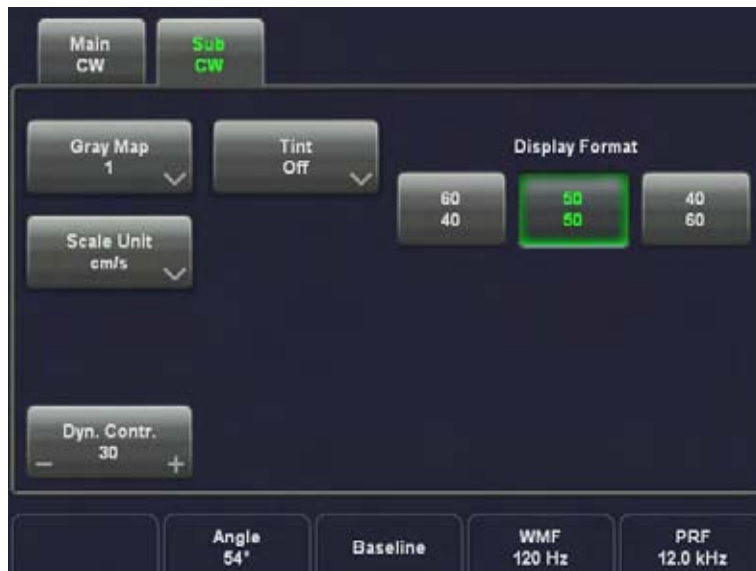 Main
CW
Sub
CW
Gray Map
1
Tint
Off
Display Format
60
40
50
50
40
60
Scale Unit
cm/s
Dyn. Contr.
30
− +
Angle
54°
Baseline
WMF
120 Hz
PRF
12.0 kHz